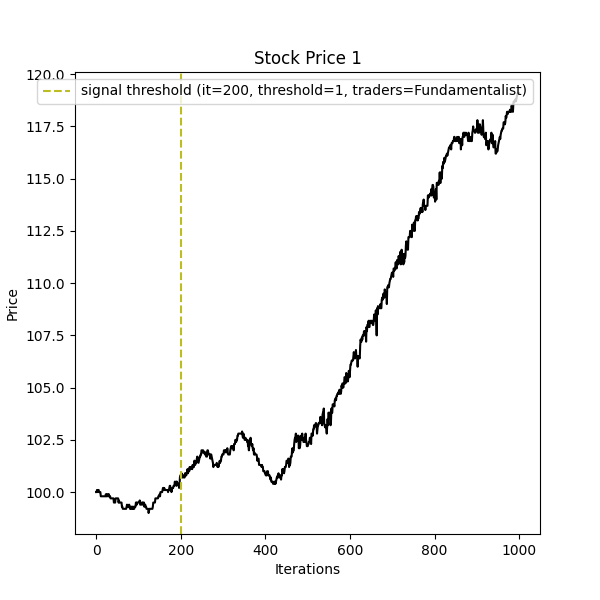 Stock Price 1
signal threshold (it=200, threshold=1, traders=Fundamentalist)
120.0
117.5
115.0
112.5
110.0
107.5
105.0
102.5
100.0
Price
0 200 400 600 800 1000
Iterations